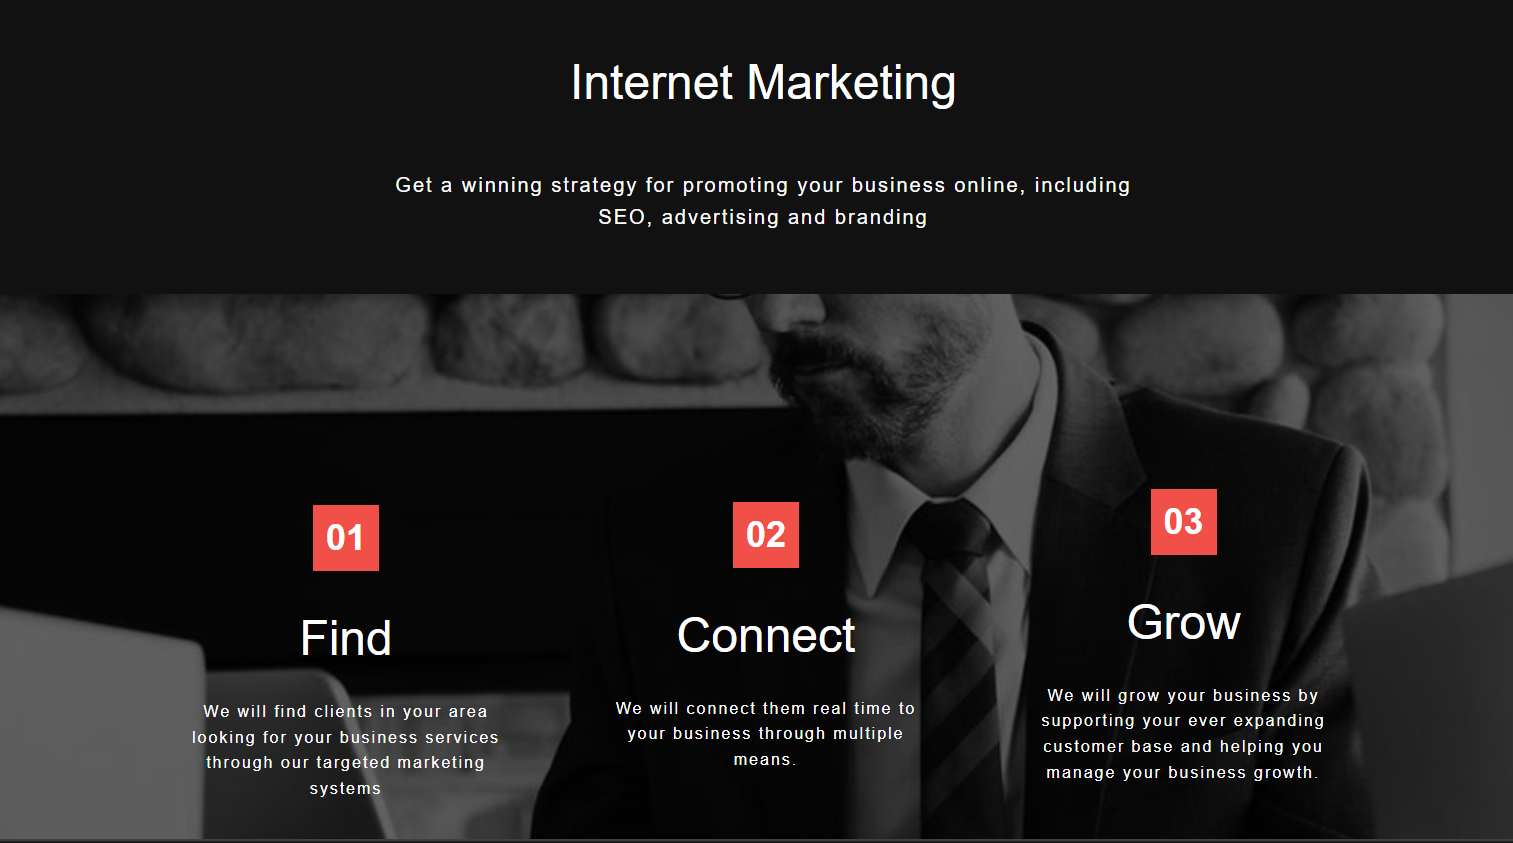 Internet Marketing
Get a winning strategy for promoting your business online, including
SEO, advertising and branding
01
Find
We will find clients in your area
looking for your business services
through our targeted marketing
systems
02
Connect
We will connect them real time to
your business through multiple
means.
03
Grow
We will grow your business by
supporting your ever expanding
customer base and helping you
manage your business growth.